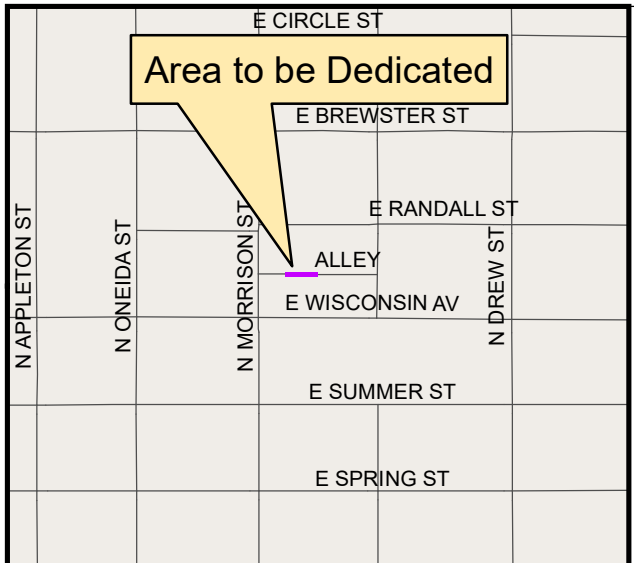 E CIRCLE ST
Area to be Dedicated
E BREWSTER ST
E RANDALL ST
N APPLETON ST
N ONEIDA ST
N MORRISON ST
N DREW ST
ALLEY
E WISCONSIN AV
E SUMMER ST
E SPRING ST